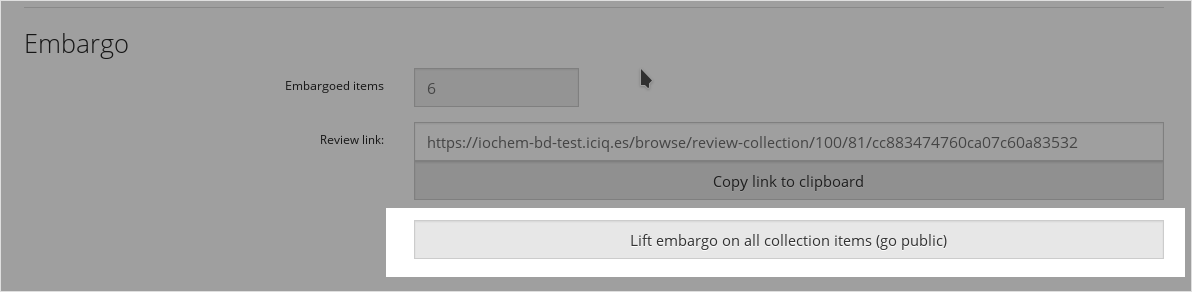 Embargo
Embargoed items
6
Review link:
https://iochem-bd-test.iciq.es/browse/review-collection/100/81/cc883474760ca07c60a83532
Copy link to clipboard
Lift embargo on all collection items (go public)